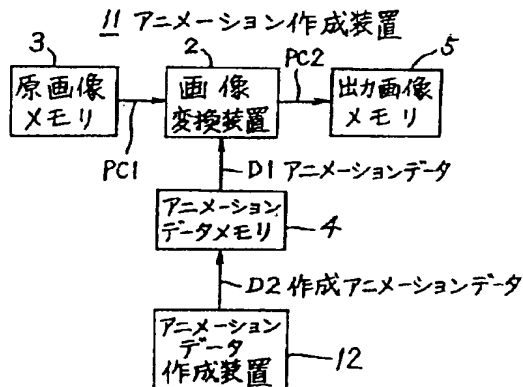 11 アニメーション作成装置
3
2
PC2
5
原画像
メモリ
画像
変換装置
出力画像
メモリ
PC1
D1 アニメーションデータ
アニメーション
データメモリ
4
D2 作成アニメーションデータ
アニメーション
データ
作成装置
12